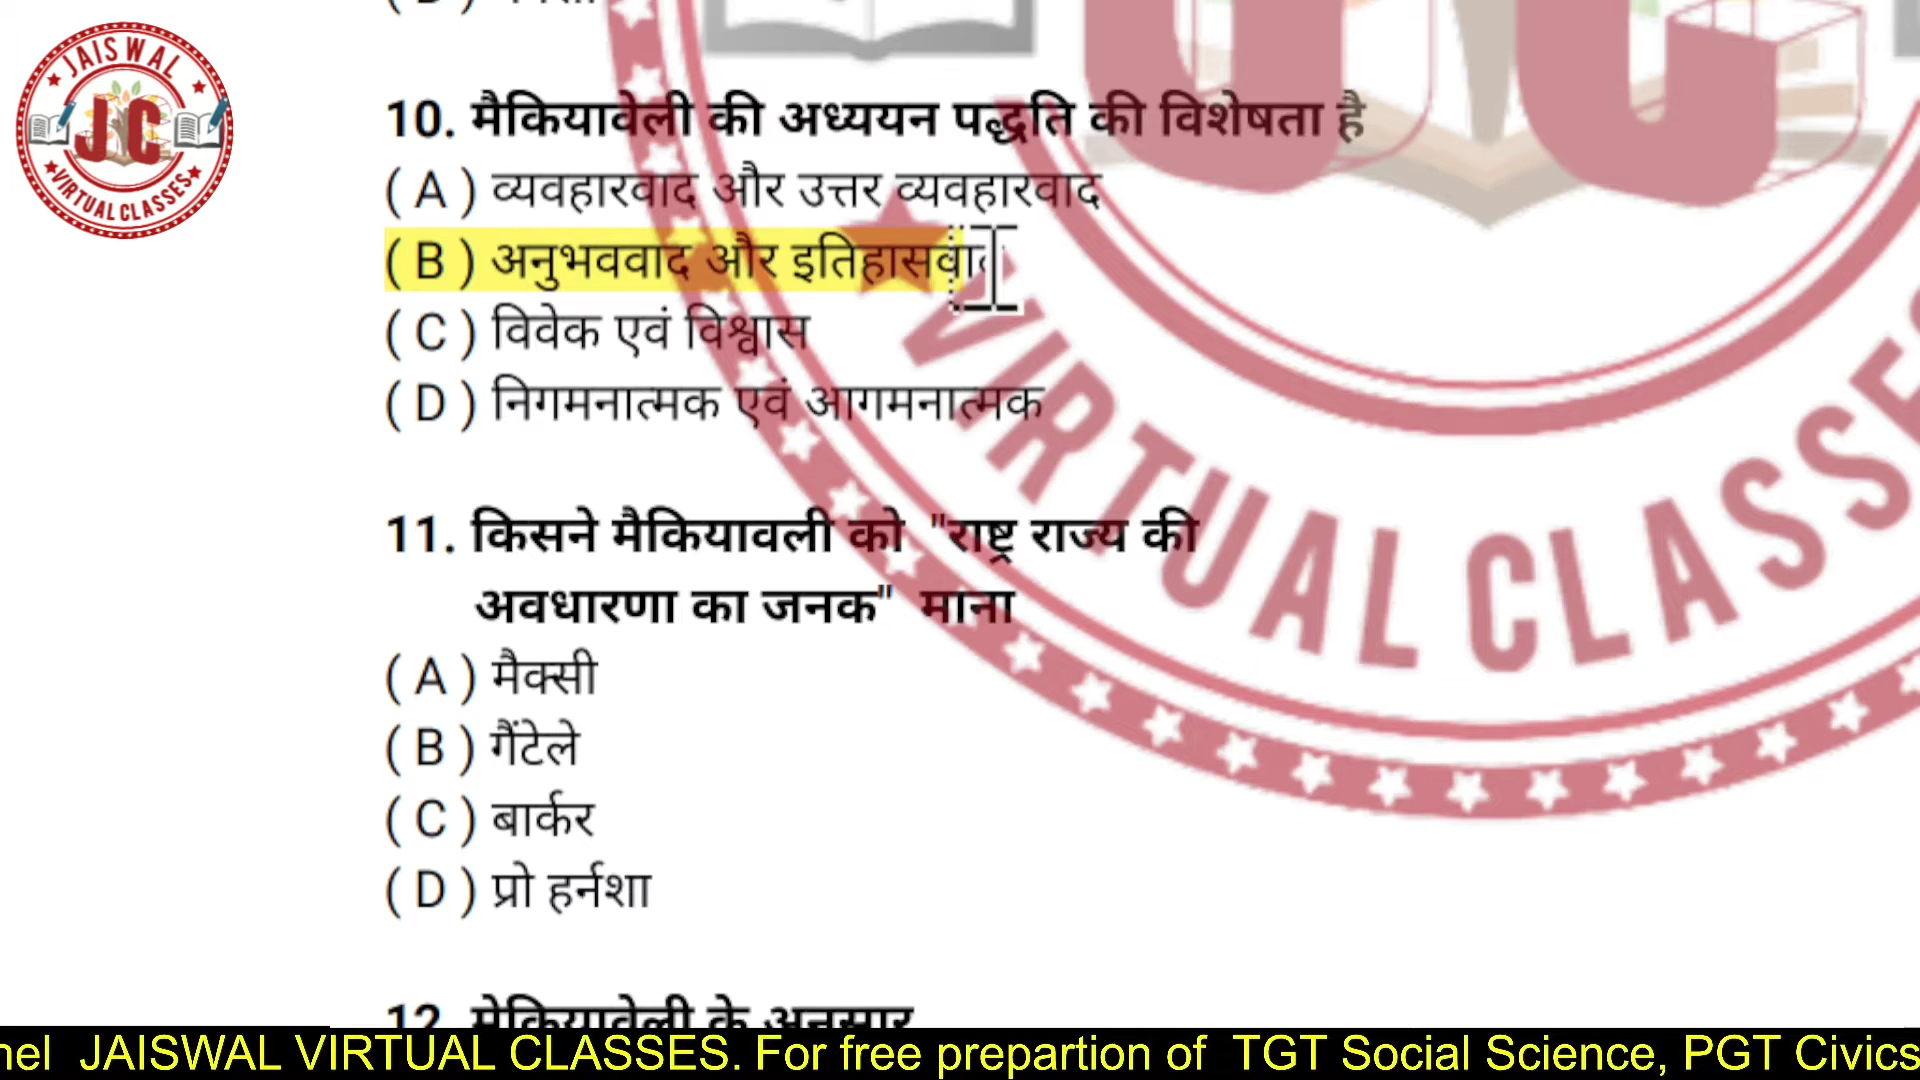 JAISWAL
JC
VIRTUAL CLASSES
10. मैकियावेली की अध्ययन पद्धति की विशेषता है
( A ) व्यवहारवाद और उत्तर व्यवहारवाद
( B ) अनुभववाद और इतिहासवाद
( C ) विवेक एवं विश्वास
( D ) निगमनात्मक एवं आगमनात्मक
11. किसने मैकियावली को "राष्ट्र राज्य की
अवधारणा का जनक" माना
( A ) मैक्सी
( B ) गैंटेले
( C ) बार्कर
( D ) प्रो हर्नशा
VIRTUAL CLASSES
12. मेकियावेली के अनुसार
JAISWAL VIRTUAL CLASSES. For free prepartion of TGT Social Science, PGT Civics